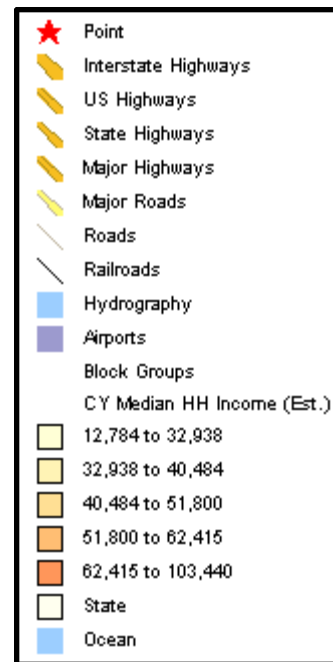 Point
Interstate Highways
US Highways
State Highways
Major Highways
Major Roads
Roads
Railroads
Hydrography
Airports
Block Groups
CY Median HH Income (Est.)
12,784 to 32,938
32,938 to 40,484
40,484 to 51,800
51,800 to 62,415
62,415 to 103,440
State
Ocean